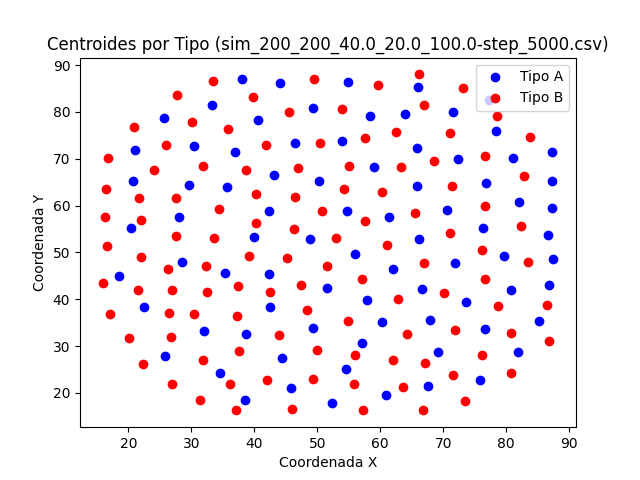 Centroides por Tipo (sim_200_200_40.0_20.0_100.0-step_5000.csv)
Tipo A
Tipo B
90
80
70
60
50
40
30
20
Coordenada Y
20 30 40 50 60 70 80 90
Coordenada X